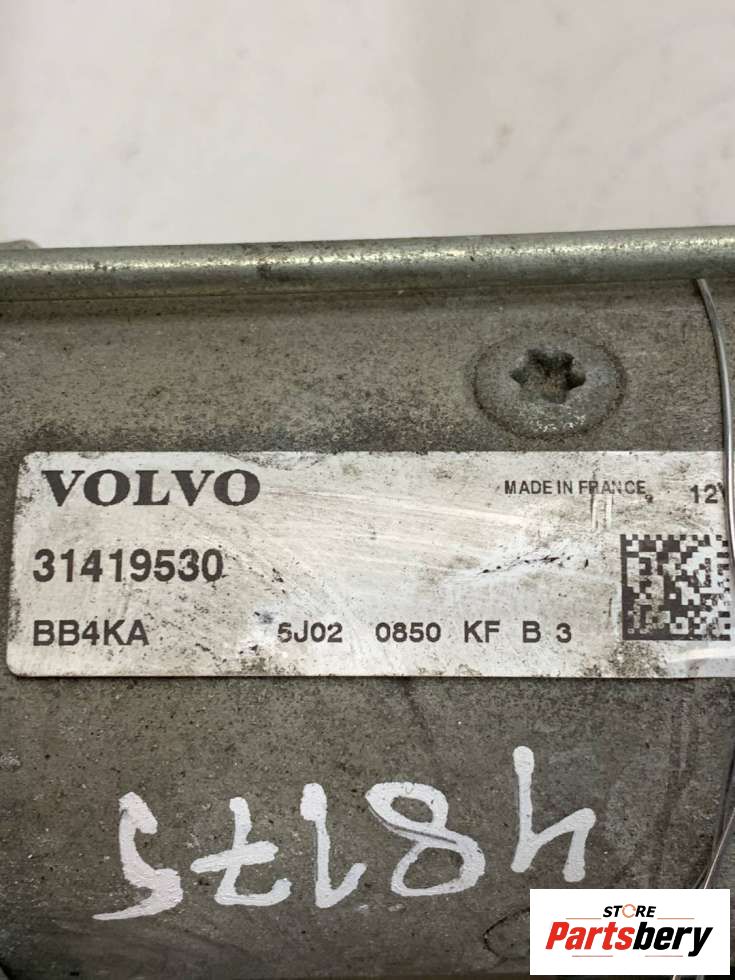 VOLVO
MADE IN FRANCE
12V
31419530
BB4KA 5J02 0850 KF B 3
48175
STORE
Partsbery